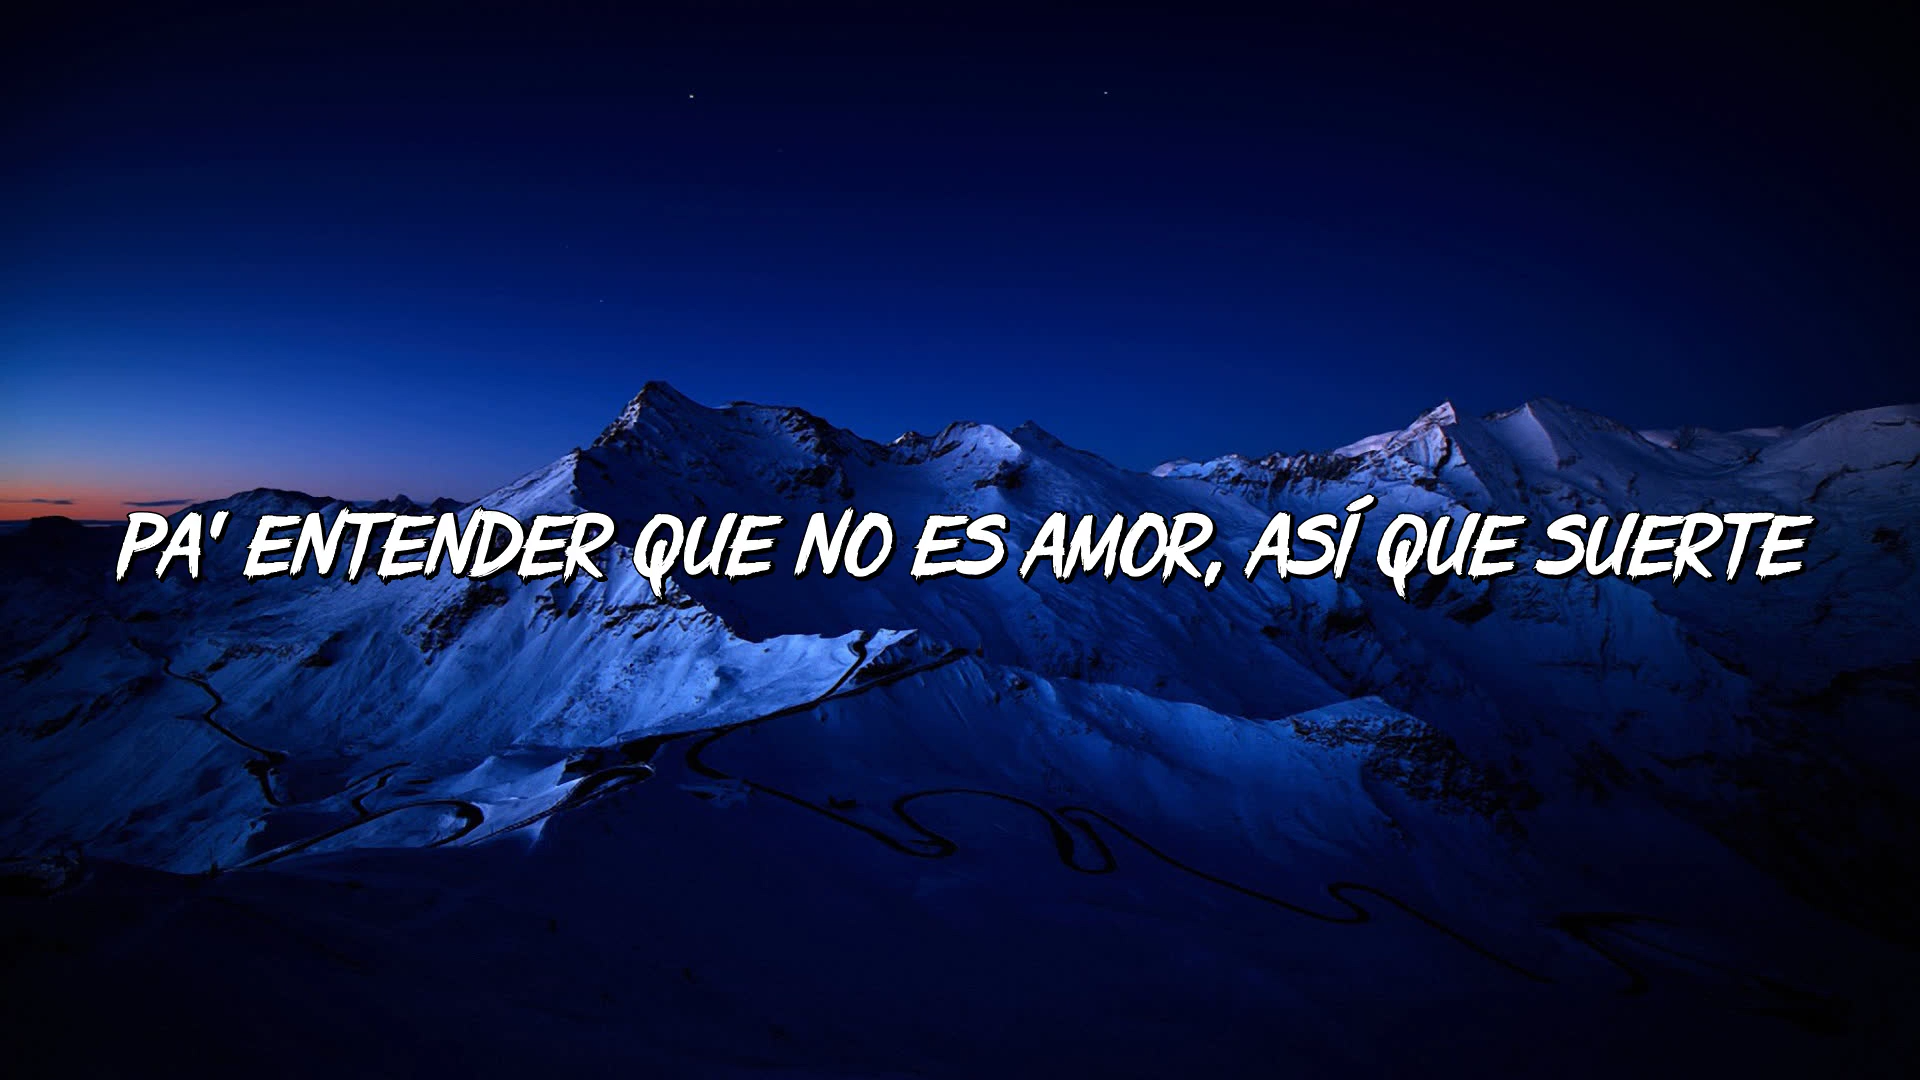 PA' ENTENDER QUE NO ES AMOR, ASÍ QUE SUERTE